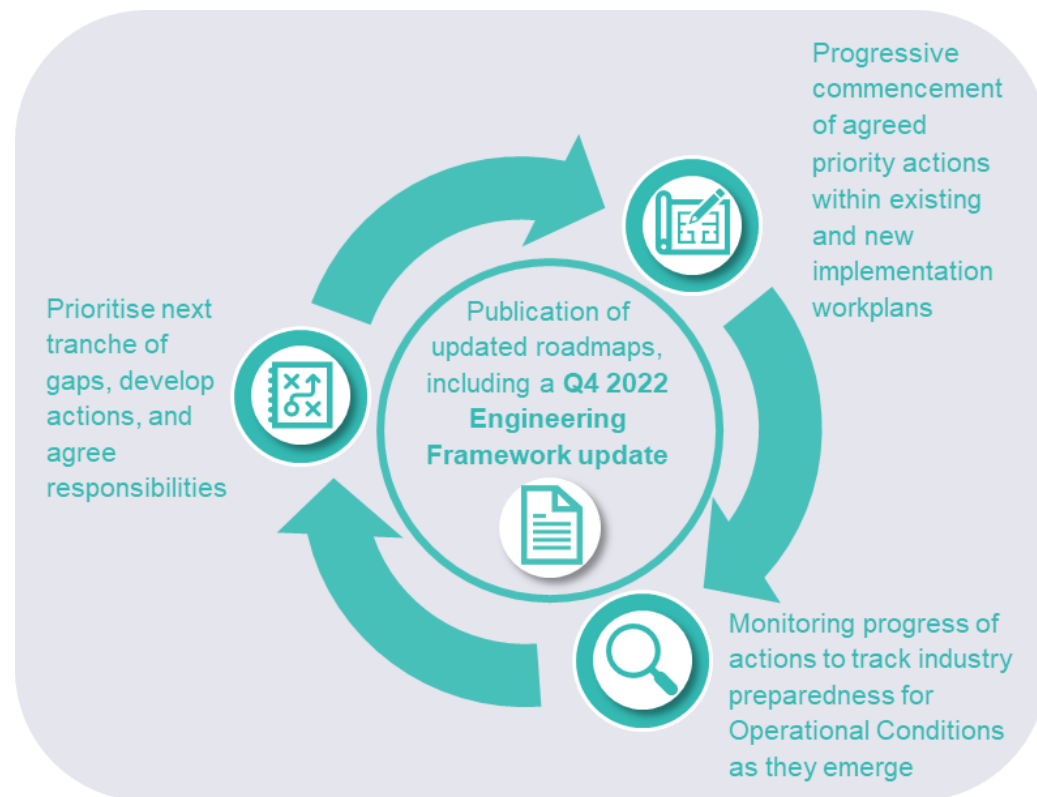 Progressive
commencement
of agreed
priority actions
within existing
and new
implementation
workplans
Prioritise next
tranche of
gaps, develop
actions, and
agree
responsibilities
Publication of
updated roadmaps,
including a Q4 2022
Engineering
Framework update
Monitoring progress of
actions to track industry
preparedness for
Operational Conditions
as they emerge